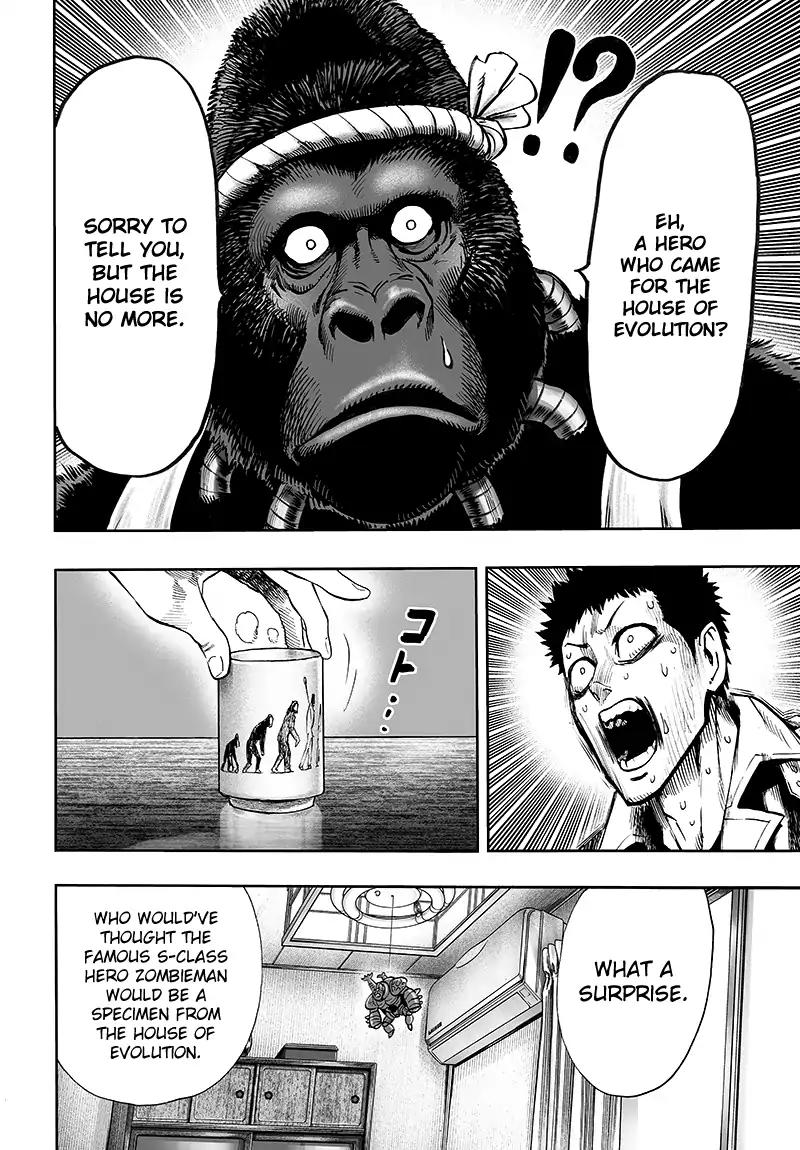 !?
EH,
A HERO
WHO CAME
FOR THE
HOUSE OF
EVOLUTION?
SORRY TO
TELL YOU,
BUT THE
HOUSE IS
NO MORE.
コト…
WHAT A
SURPRISE.
WHO WOULD'VE
THOUGHT THE
FAMOUS S-CLASS
HERO ZOMBIEMAN
WOULD BE A
SPECIMEN FROM
THE HOUSE OF
EVOLUTION.